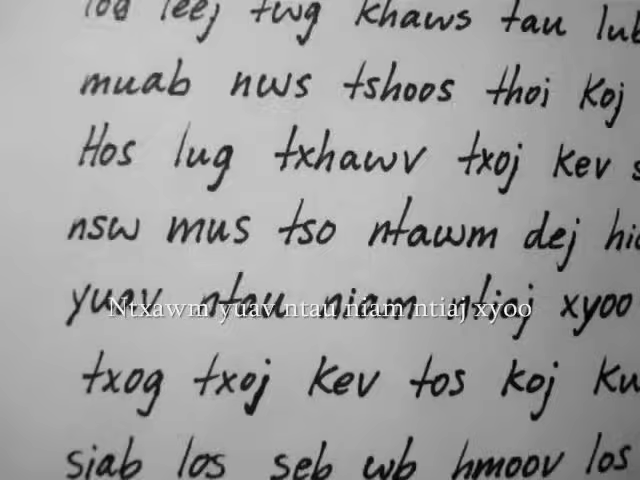 leej twg khaws tau
muab nws tshoos thoi Koj
Hos lug txhawv txoj kev
nsw mus tso ntawm dej
yuav ntau niam ntiaj xyoo
Ntxawm yuav ntau niam ntiaj xyoo
txog txoj kev tos koj
siab los seb wb hmoov los